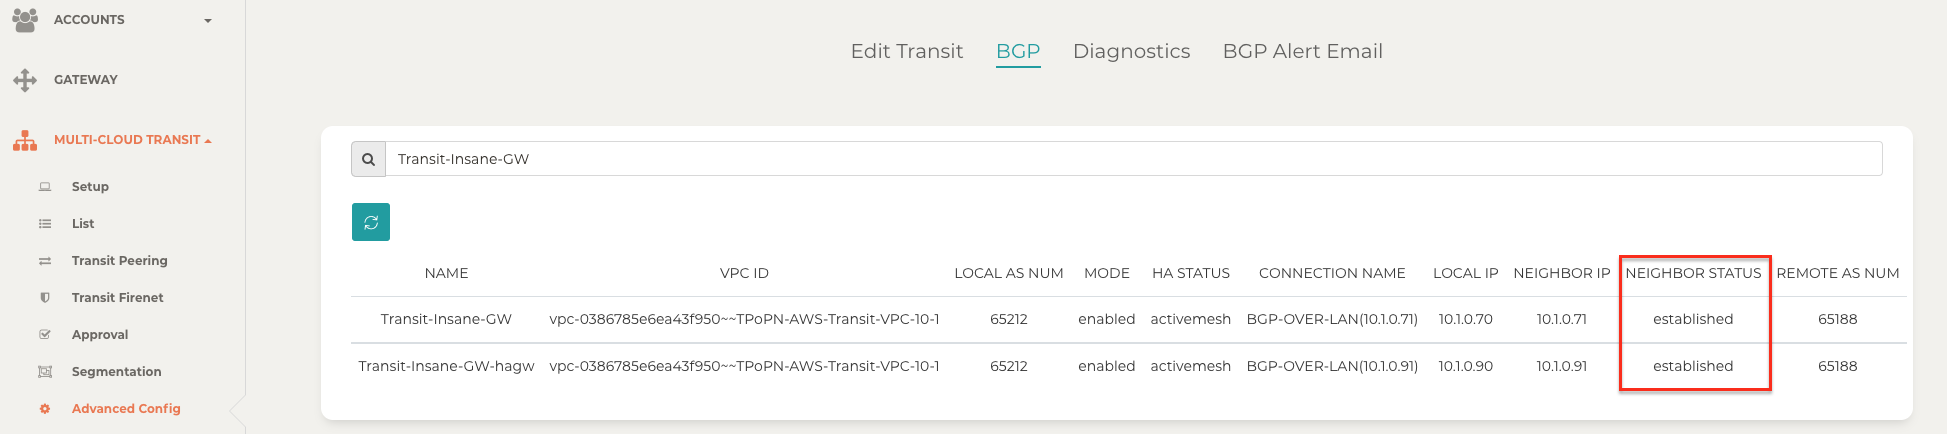 ACCOUNTS
GATEWAY
MULTI-CLOUD TRANSIT
Setup
List
Transit Peering
Transit Firenet
Approval
Segmentation
Advanced Config
Edit Transit BGP Diagnostics BGP Alert Email
Transit-Insane-GW
NAME VPC ID LOCAL AS NUM MODE HA STATUS CONNECTION NAME LOCAL IP NEIGHBOR IP NEIGHBOR STATUS REMOTE AS NUM
Transit-Insane-GW vpc-0386785e6ea43f950~~TPoPN-AWS-Transit-VPC-10-1 65212 enabled activemesh BGP-OVER-LAN(10.1.0.71) 10.1.0.70 10.1.0.71 established 65188
Transit-Insane-GW-hagw vpc-0386785e6ea43f950~~TPoPN-AWS-Transit-VPC-10-1 65212 enabled activemesh BGP-OVER-LAN(10.1.0.91) 10.1.0.90 10.1.0.91 established 65188